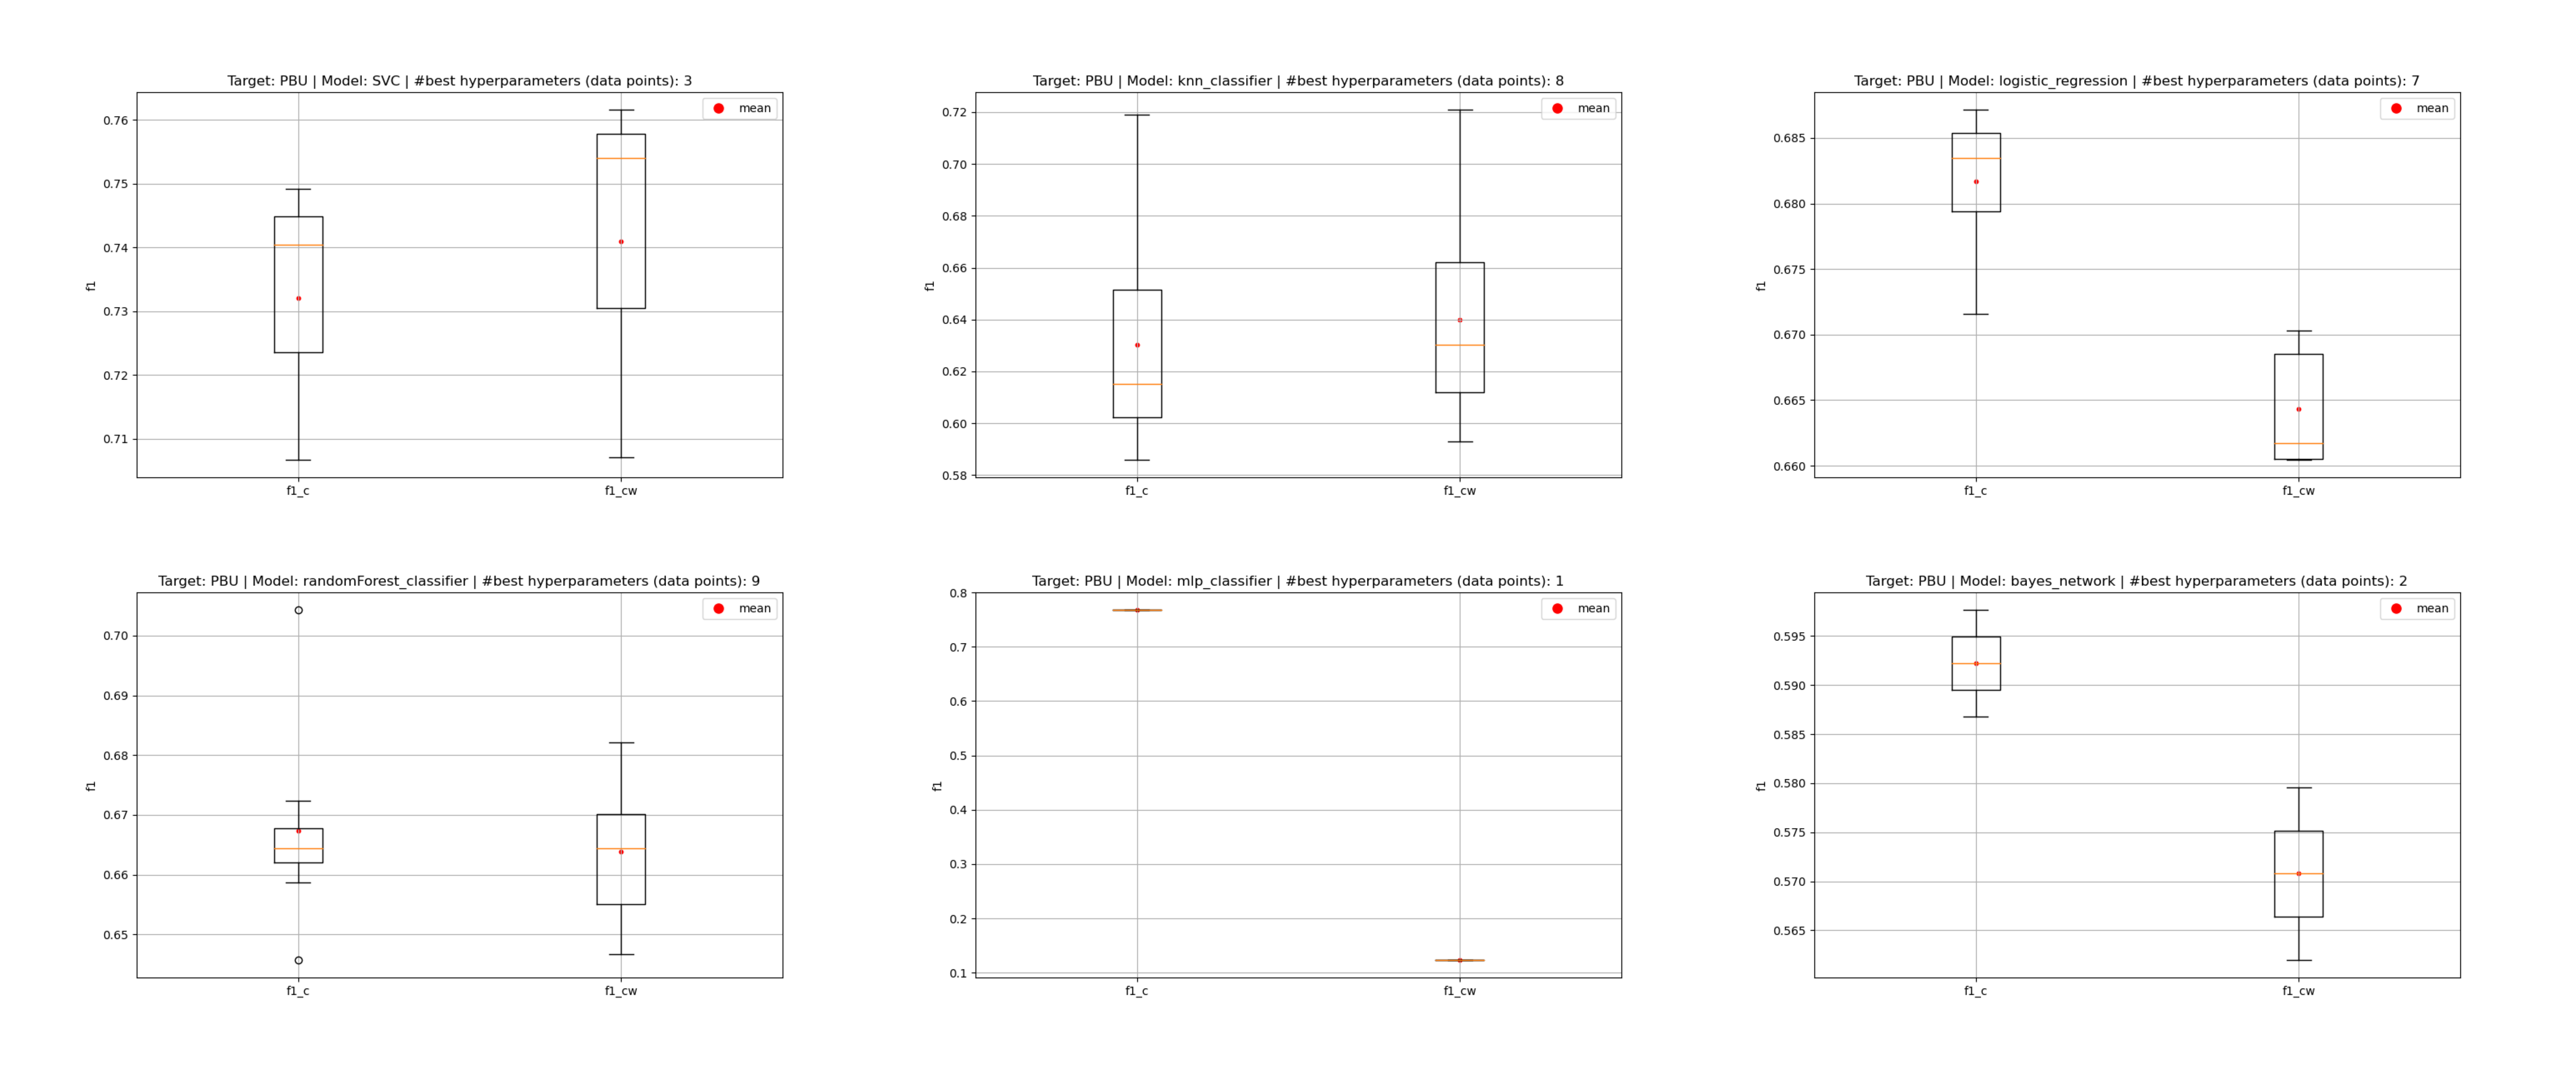 Target: PBU | Model: SVC | #best hyperparameters (data points): 3
mean
0.76
0.75
0.74
0.73
0.72
0.71
f1
f1_c
f1_cw
Target: PBU | Model: knn_classifier | #best hyperparameters (data points): 8
mean
0.72
0.70
0.68
0.66
0.64
0.62
0.60
0.58
f1
f1_c
f1_cw
Target: PBU | Model: logistic_regression | #best hyperparameters (data points): 7
mean
0.685
0.680
0.675
0.670
0.665
0.660
f1
f1_c
f1_cw
Target: PBU | Model: randomForest_classifier | #best hyperparameters (data points): 9
mean
0.70
0.69
0.68
0.67
0.66
0.65
f1
f1_c
f1_cw
Target: PBU | Model: mlp_classifier | #best hyperparameters (data points): 1
mean
0.8
0.7
0.6
0.5
0.4
0.3
0.2
0.1
f1
f1_c
f1_cw
Target: PBU | Model: bayes_network | #best hyperparameters (data points): 2
mean
0.595
0.590
0.585
0.580
0.575
0.570
0.565
f1
f1_c
f1_cw